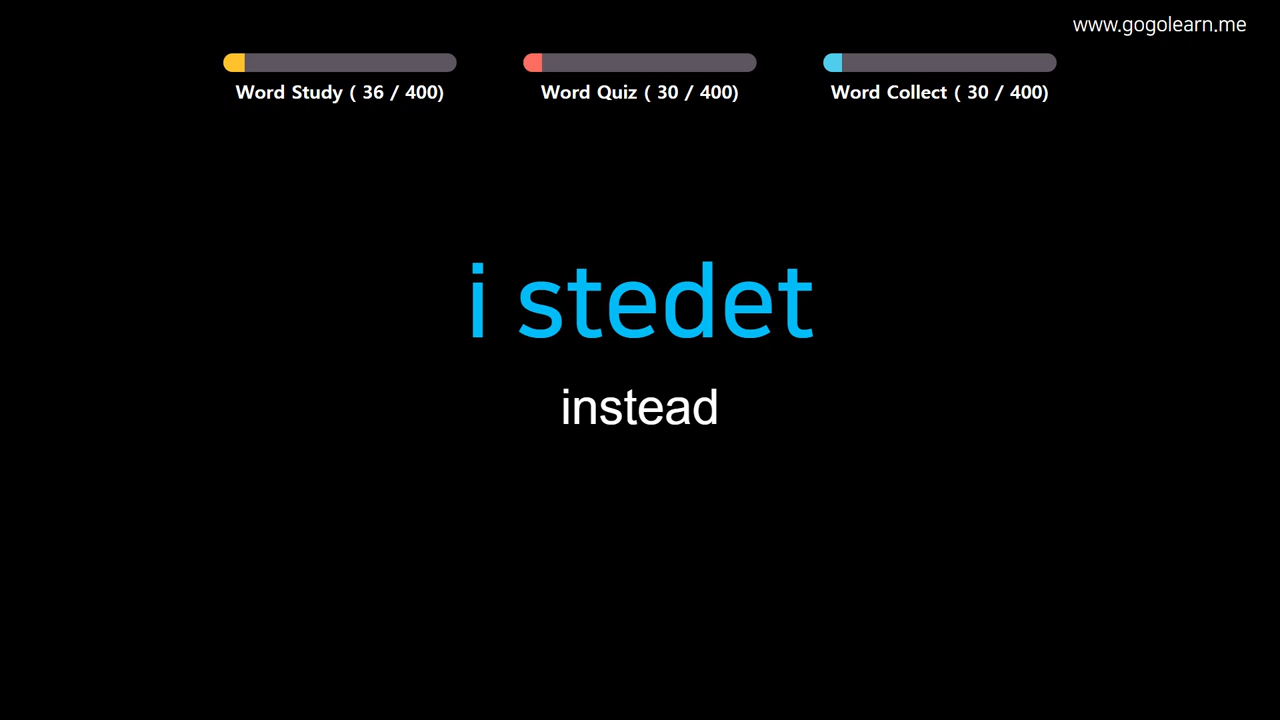 www.gogolearn.me
Word Study ( 36 / 400)
Word Quiz ( 30 / 400)
Word Collect ( 30 / 400)
i stedet
instead